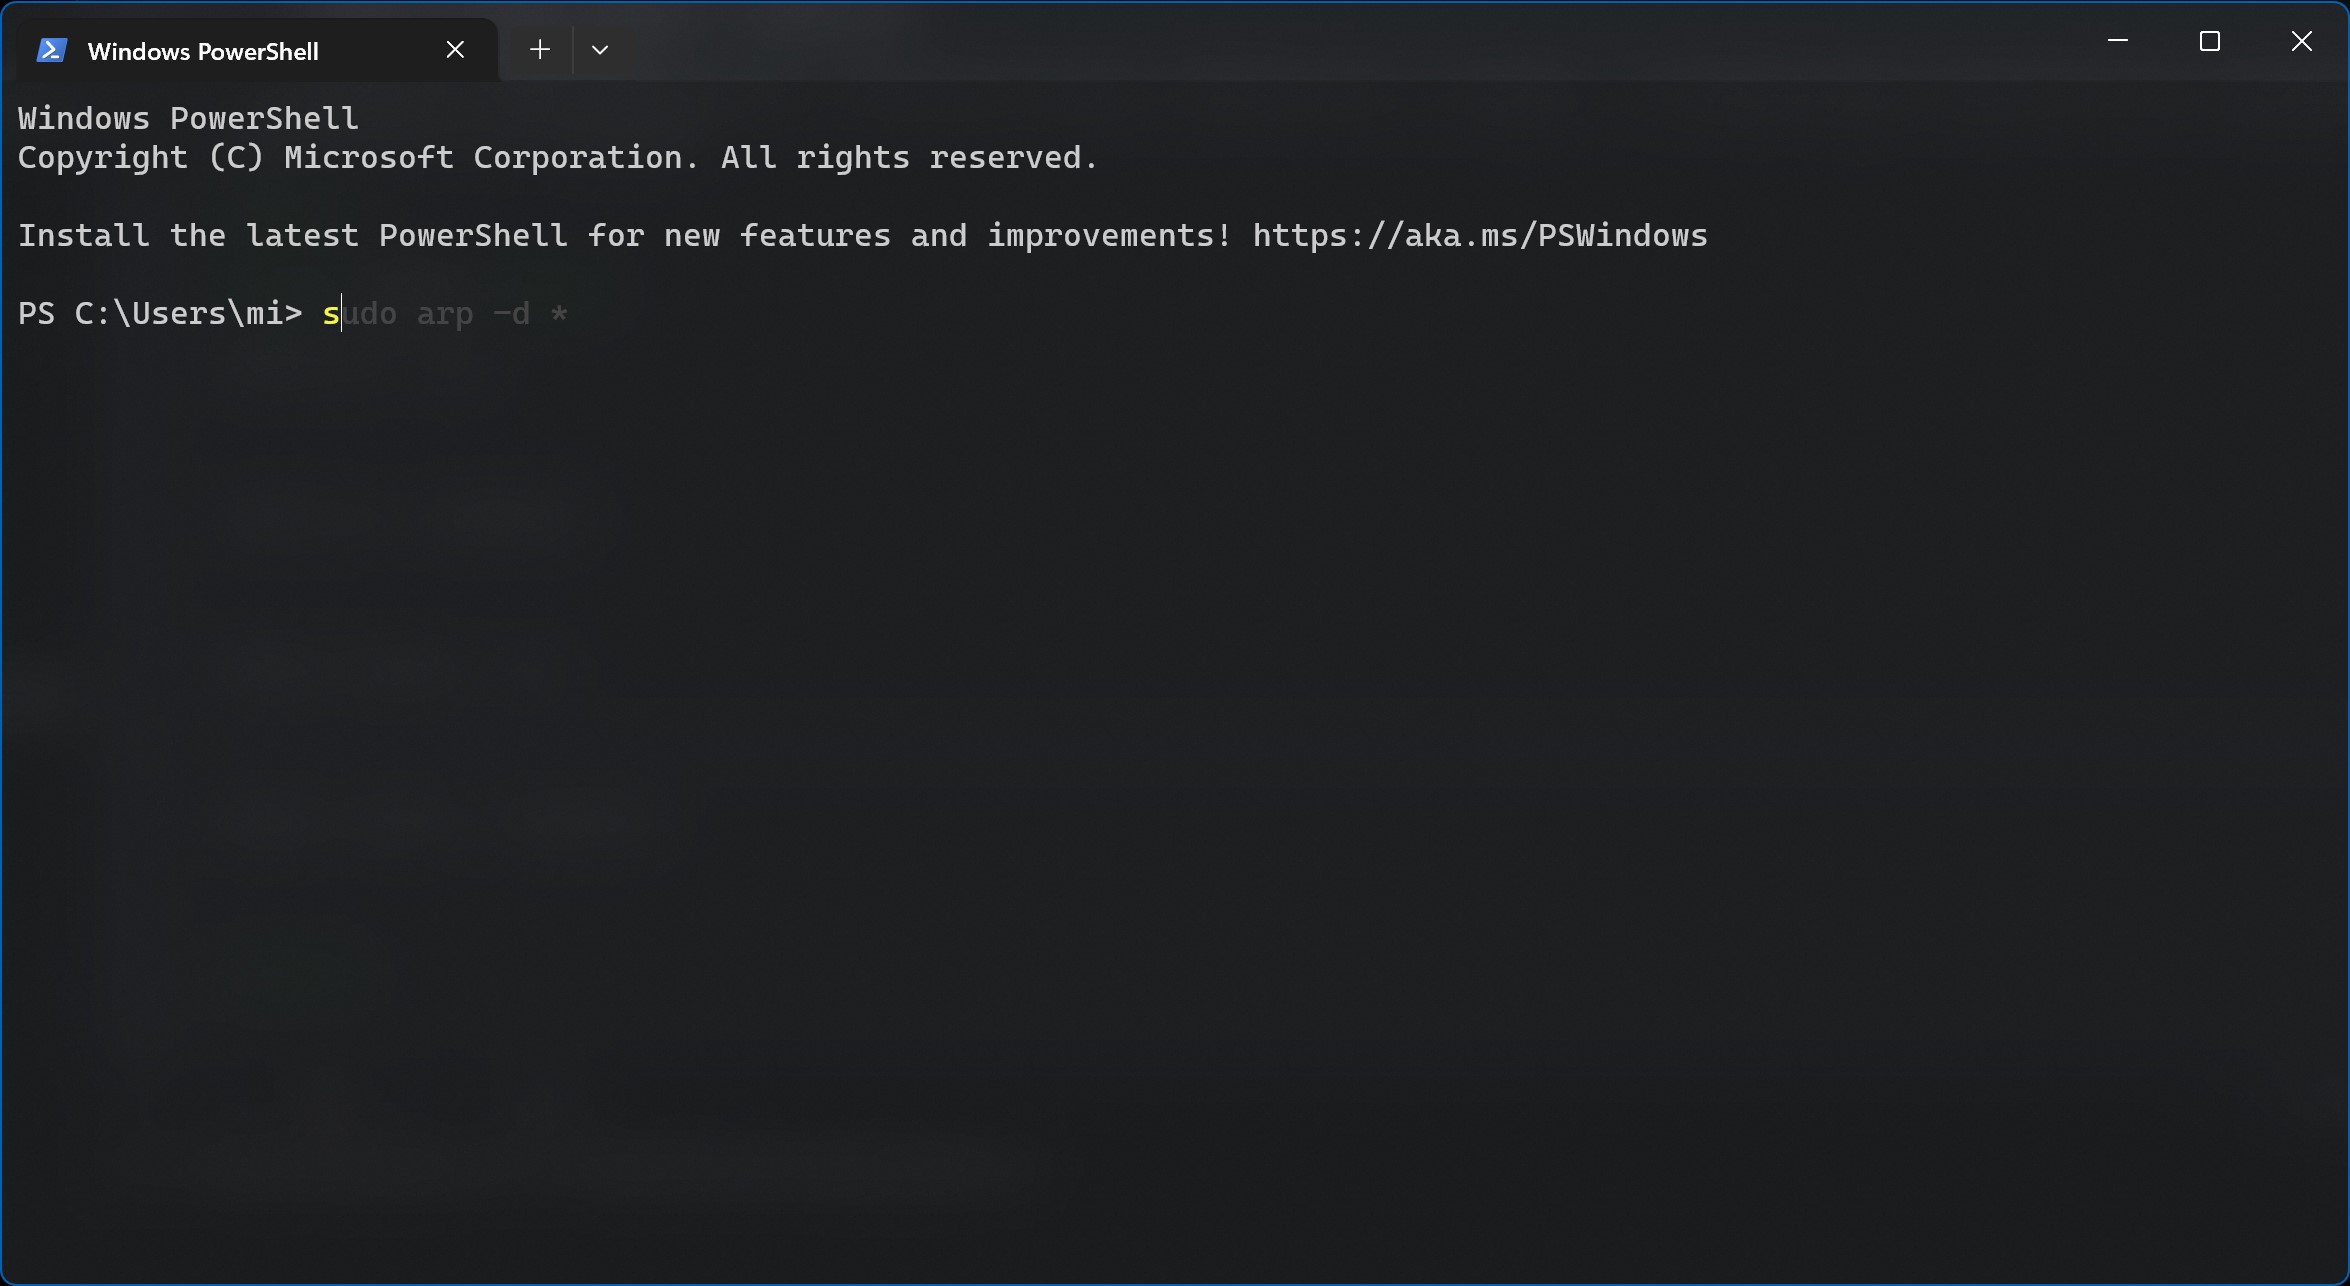 Windows PowerShell
Windows PowerShell
Copyright (C) Microsoft Corporation. All rights reserved.
Install the latest PowerShell for new features and improvements! https://aka.ms/PSWindows
PS C:\Users\mi> sudo arp -d *